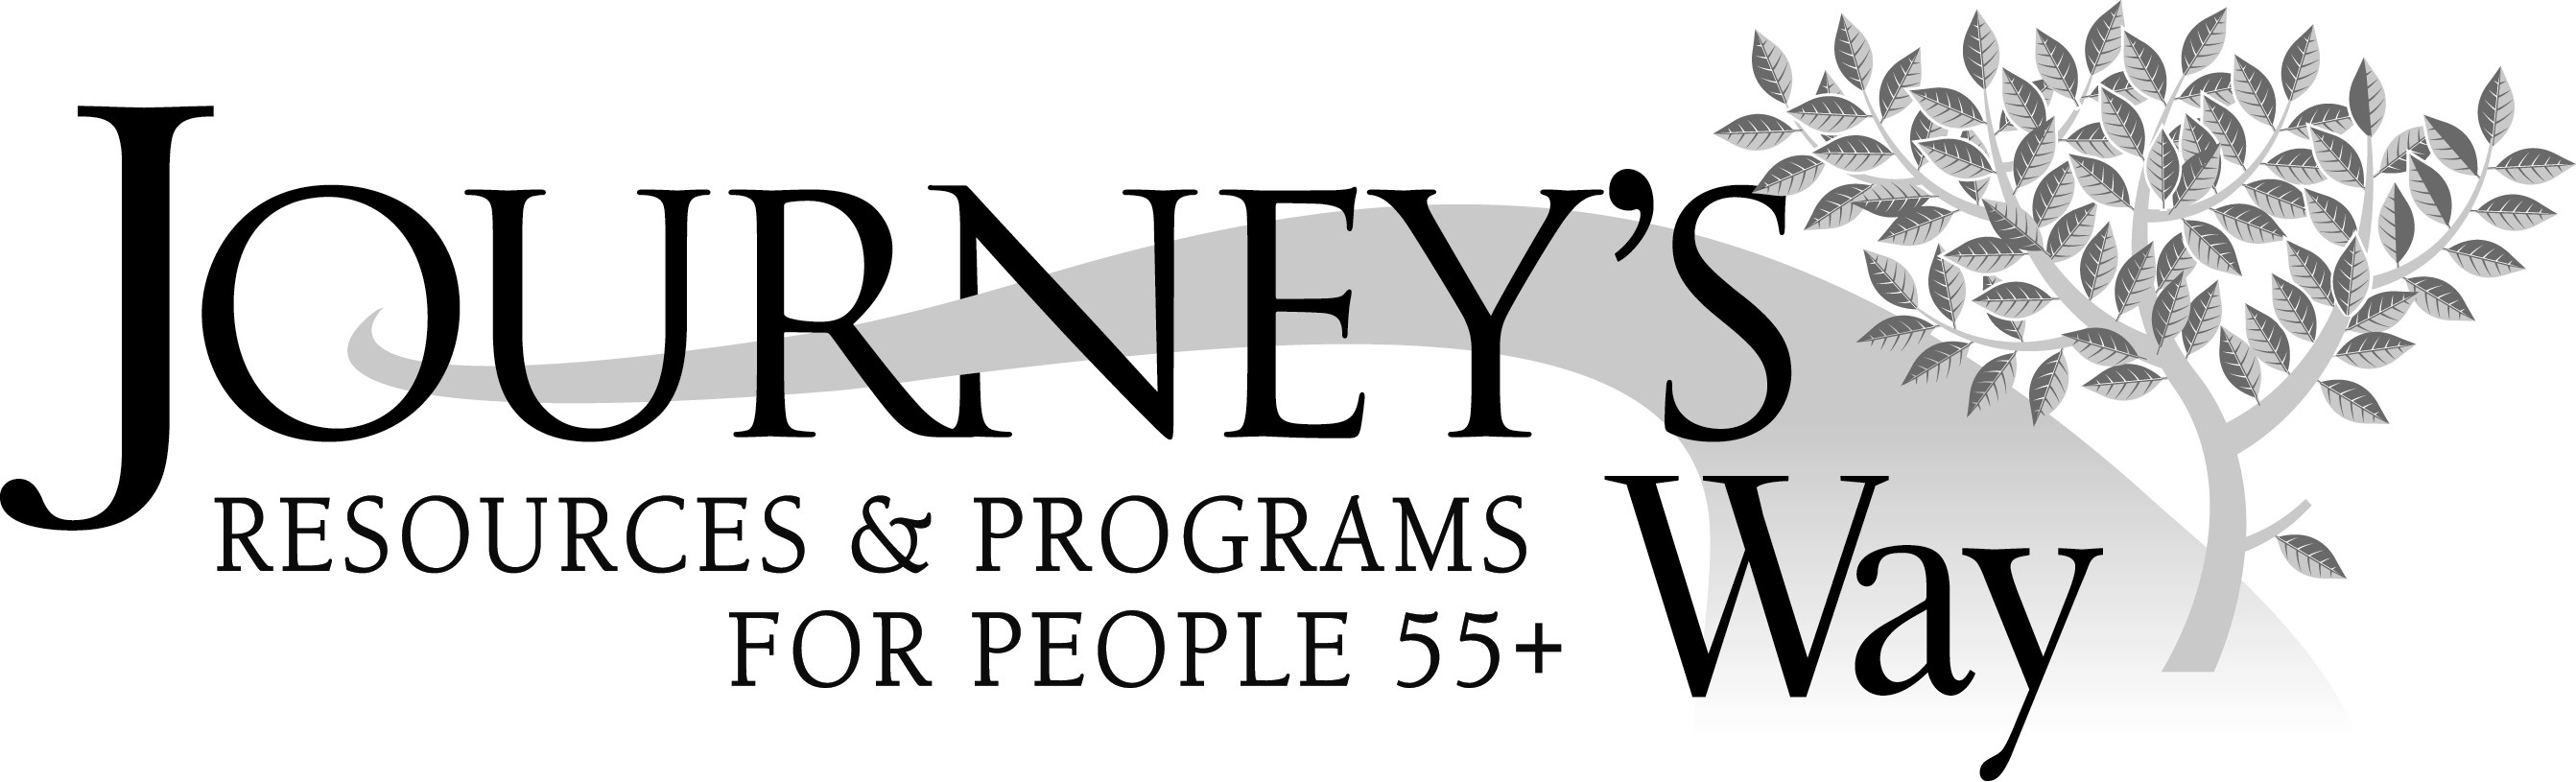 JOURNEY'S
Way
RESOURCES & PROGRAMS
FOR PEOPLE 55+